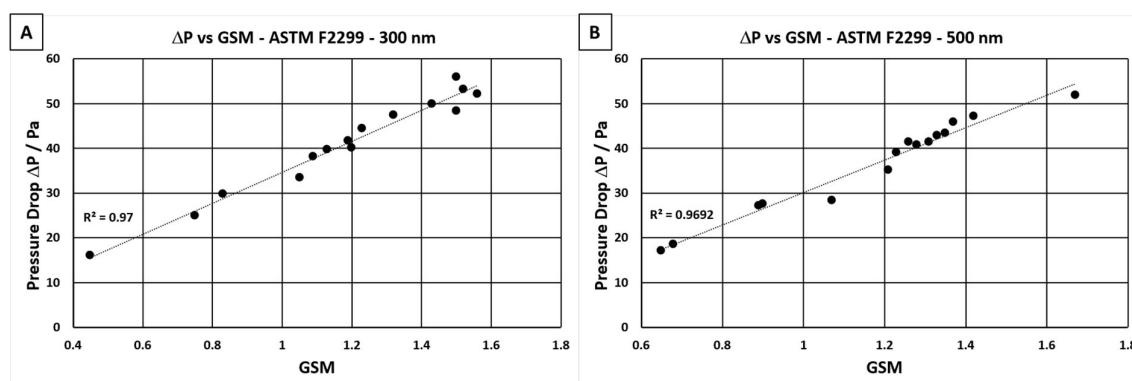 A
ΔP vs GSM - ASTM F2299 - 300 nm
Pressure Drop ΔP / Pa
60
50
40
30
20
10
0
R² = 0.97
0.4 0.6 0.8 1 1.2 1.4 1.6 1.8
GSM
B
ΔP vs GSM - ASTM F2299 - 500 nm
Pressure Drop ΔP / Pa
60
50
40
30
20
10
0
R² = 0.9692
0.6 0.8 1 1.2 1.4 1.6 1.8
GSM